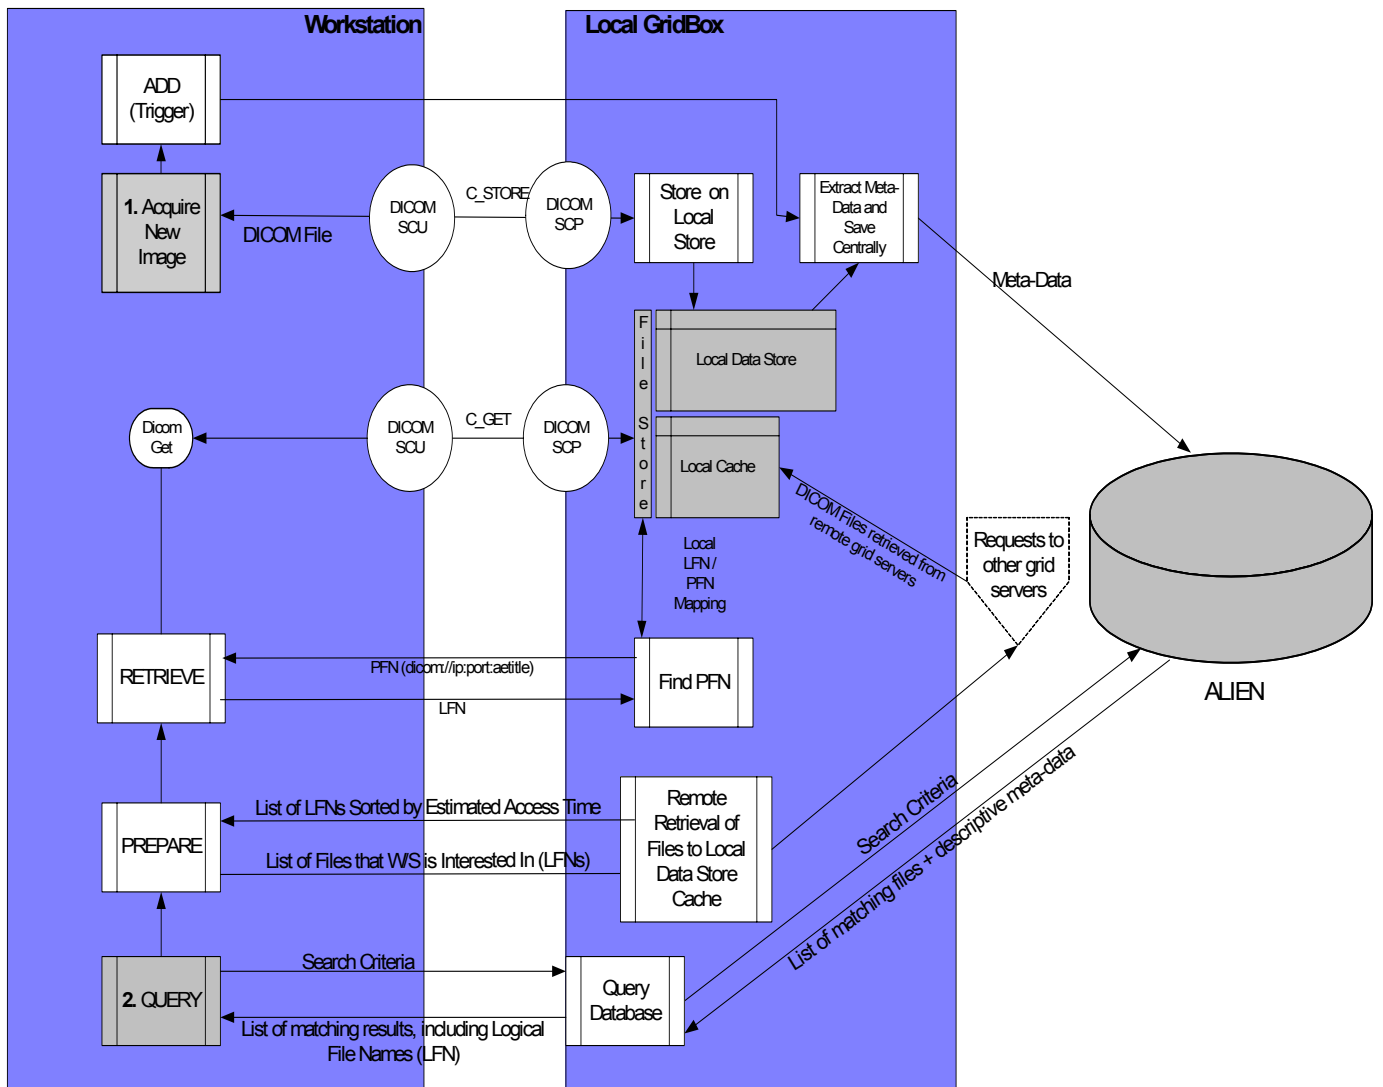 Workstation
Local GridBox
ADD
(Trigger)
1. Acquire
New
Image
DICOM File
DICOM
SCU
C_STORE
DICOM
SCP
Store on
Local
Store
Extract Meta-
Data and
Save
Centrally
Meta-Data
File Store
Local Data Store
Local Cache
Dicom
Get
DICOM
SCU
C_GET
DICOM
SCP
DICOM Files retrieved from
remote grid servers
Requests to
other grid
servers
Local
LFN /
PFN
Mapping
ALIEN
RETRIEVE
PFN (dicom://ip:port:aetitle)
LFN
Find PFN
PREPARE
List of LFNs Sorted by Estimated Access Time
List of Files that W/S is Interested In (LFNs)
Remote
Retrieval of
Files to Local
Data Store
Cache
Search Criteria
List of matching files + descriptive meta-data
2. QUERY
Search Criteria
List of matching results, including Logical
File Names (LFN)
Query
Database